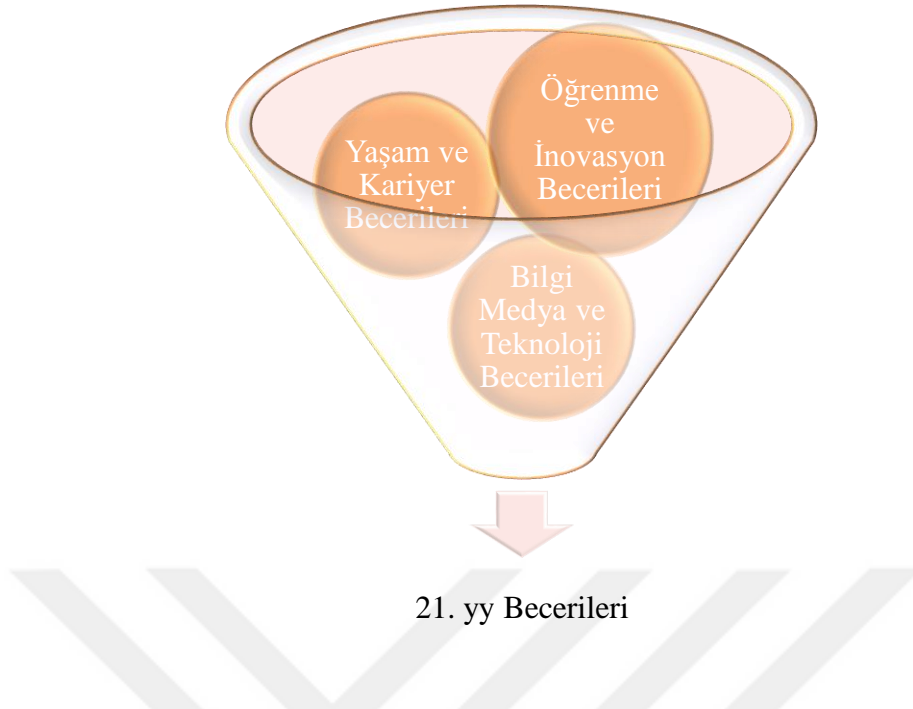 Öğrenme
ve
İnovasyon
Becerileri
Yaşam ve
Kariyer
Becerileri
Bilgi
Medya ve
Teknoloji
Becerileri
21. yy Becerileri